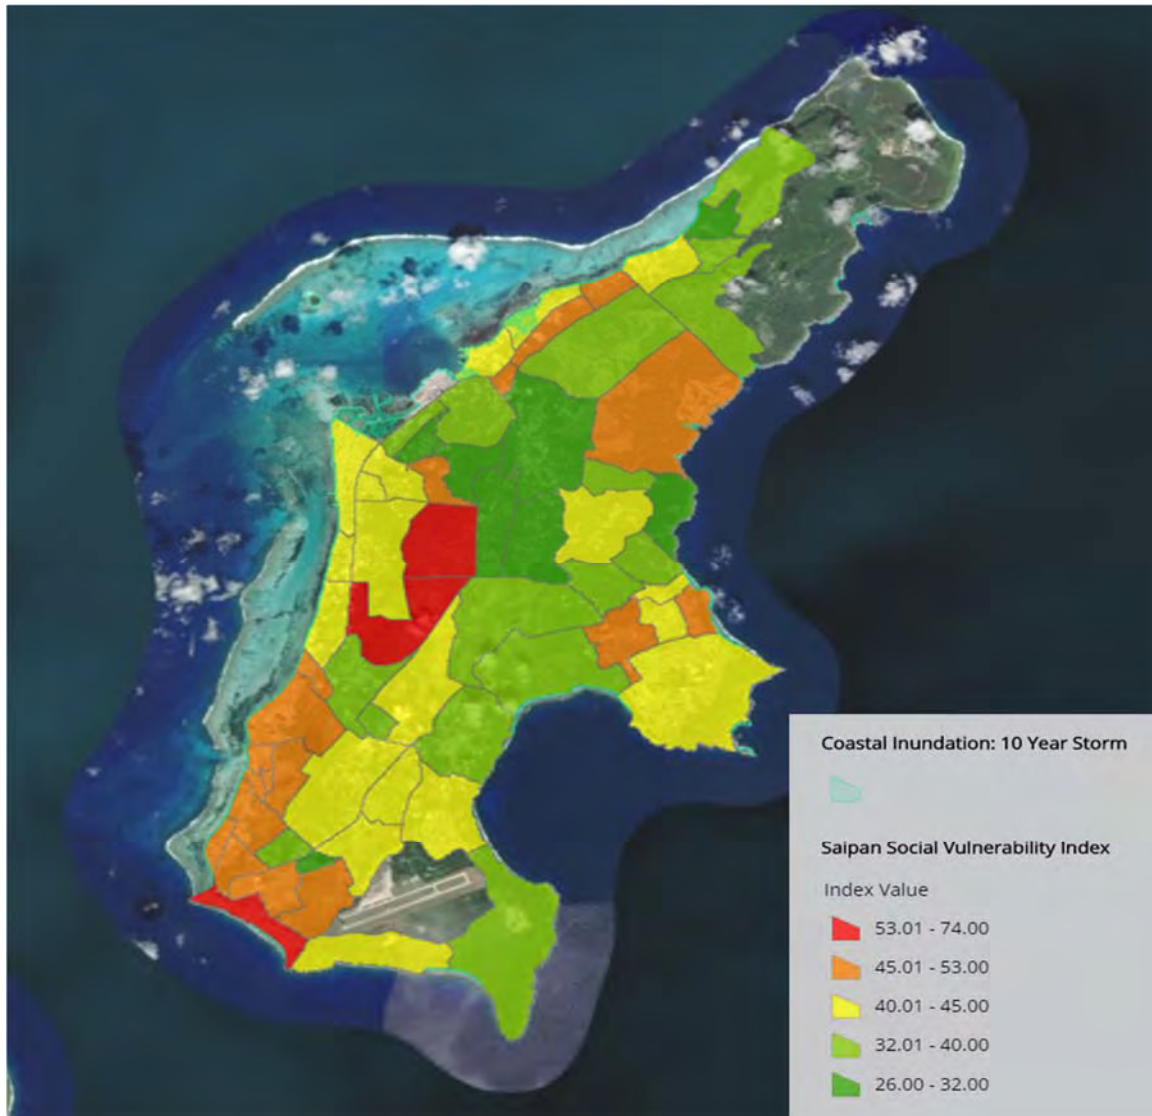 Coastal Inundation: 10 Year Storm
Saipan Social Vulnerability Index
Index Value
53.01 - 74.00
45.01 - 53.00
40.01 - 45.00
32.01 - 40.00
26.00 - 32.00